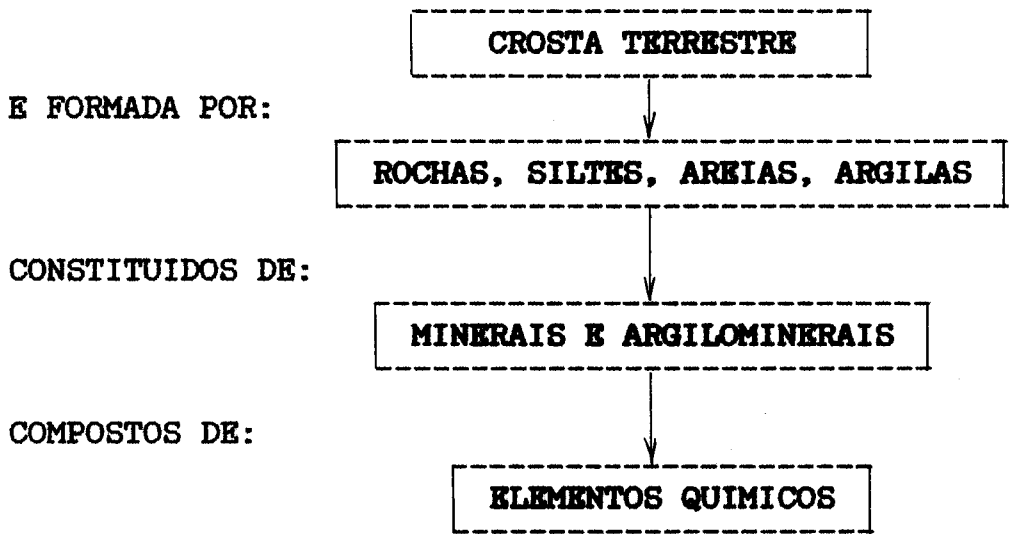 CROSTA TERRESTRE
E FORMADA POR:
ROCHAS, SILTES, AREIAS, ARGILAS
CONSTITUIDOS DE:
MINERAIS E ARGILOMINERAIS
COMPOSTOS DE:
ELEMENTOS QUIMICOS